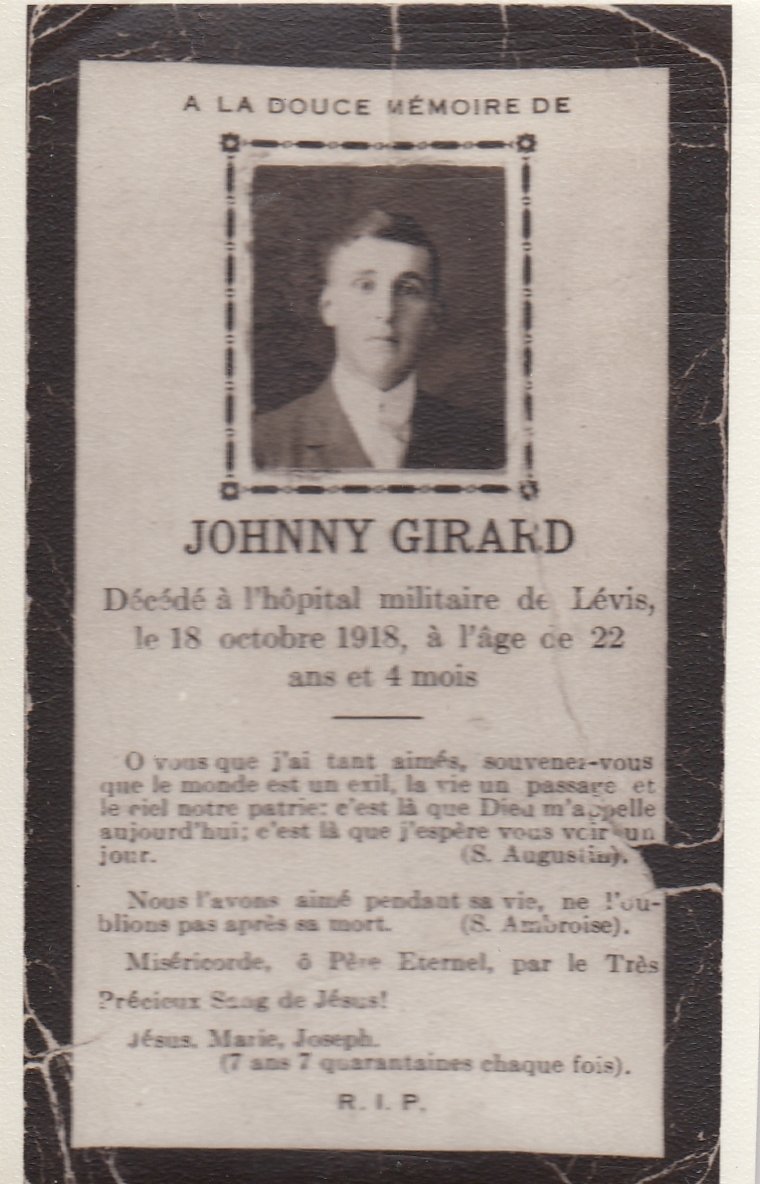 A LA DOUCE MÉMOIRE DE
JOHNNY GIRARD
Décédé à l'hôpital militaire de Lévis,
le 18 octobre 1918, à l'âge de 22
ans et 4 mois
O vous que j'ai tant aimés, souvenez-vous
que le monde est un exil, la vie un passage et
le ciel notre patrie: c'est là que Dieu m'appelle
aujourd'hui; c'est là que j'espère vous voir un
jour. (S. Augustin).
Nous l'avons aimé pendant sa vie, ne l'ou-
blions pas après sa mort. (S. Ambroise).
Miséricorde, ô Père Eternel, par le Très
Précieux Sang de Jésus!
Jésus, Marie, Joseph.
(7 ans 7 quarantaines chaque fois).
R. I. P.